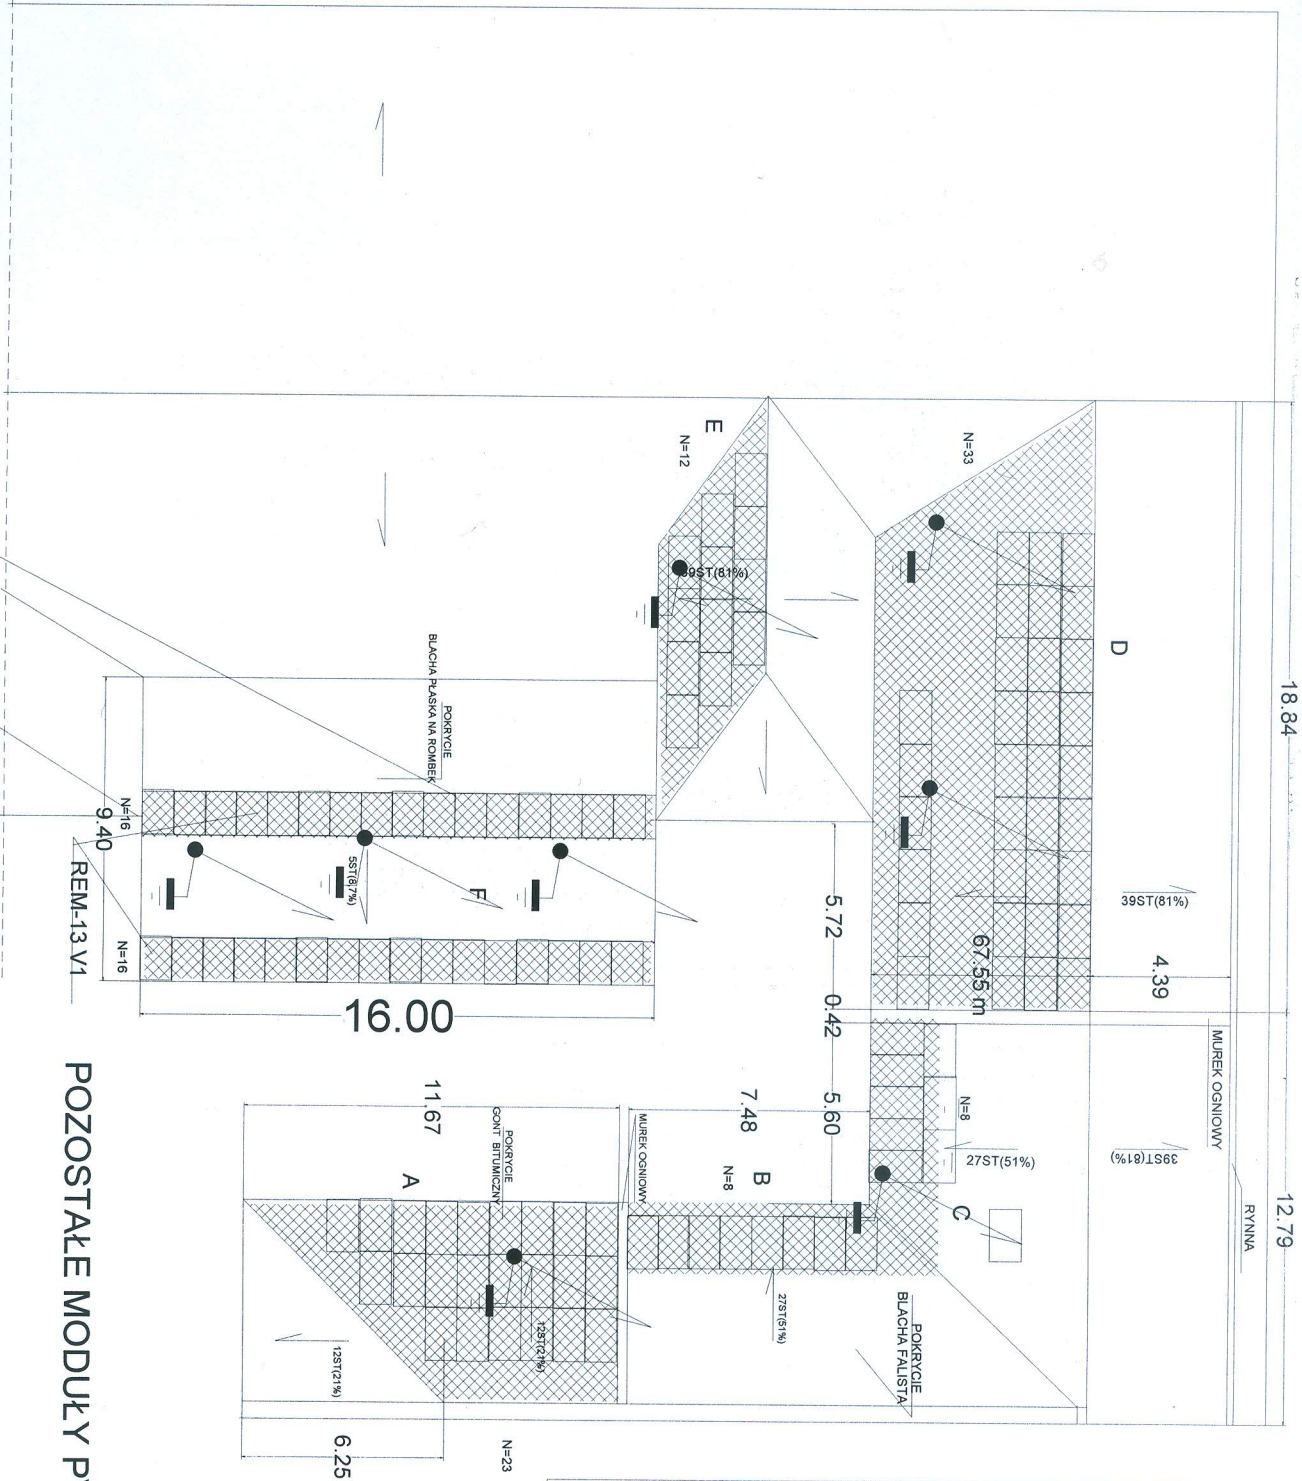 18.84
12.79
RYNNA
MUREK OGNIOWY
39ST(81%)
4.39
39ST(81%)
D
N=33
67.55 m
N=8
27ST(51%)
C
POKRYCIE
BLACHA FALISTA
5.72
0.42
5.60
7.48
B
N=8
27ST(51%)
E
N=12
39ST(81%)
MUREK OGNIOWY
POKRYCIE
GONT BITUMICZNY
11.67
A
12ST(21%)
12ST(21%)
N=23
6.25
POKRYCIE
BLACHA PŁASKA NA ROMBEK
F
5ST(8,7%)
16.00
N=16
N=16
9.40
REM-13 V1
POZOSTAŁE MODUŁY